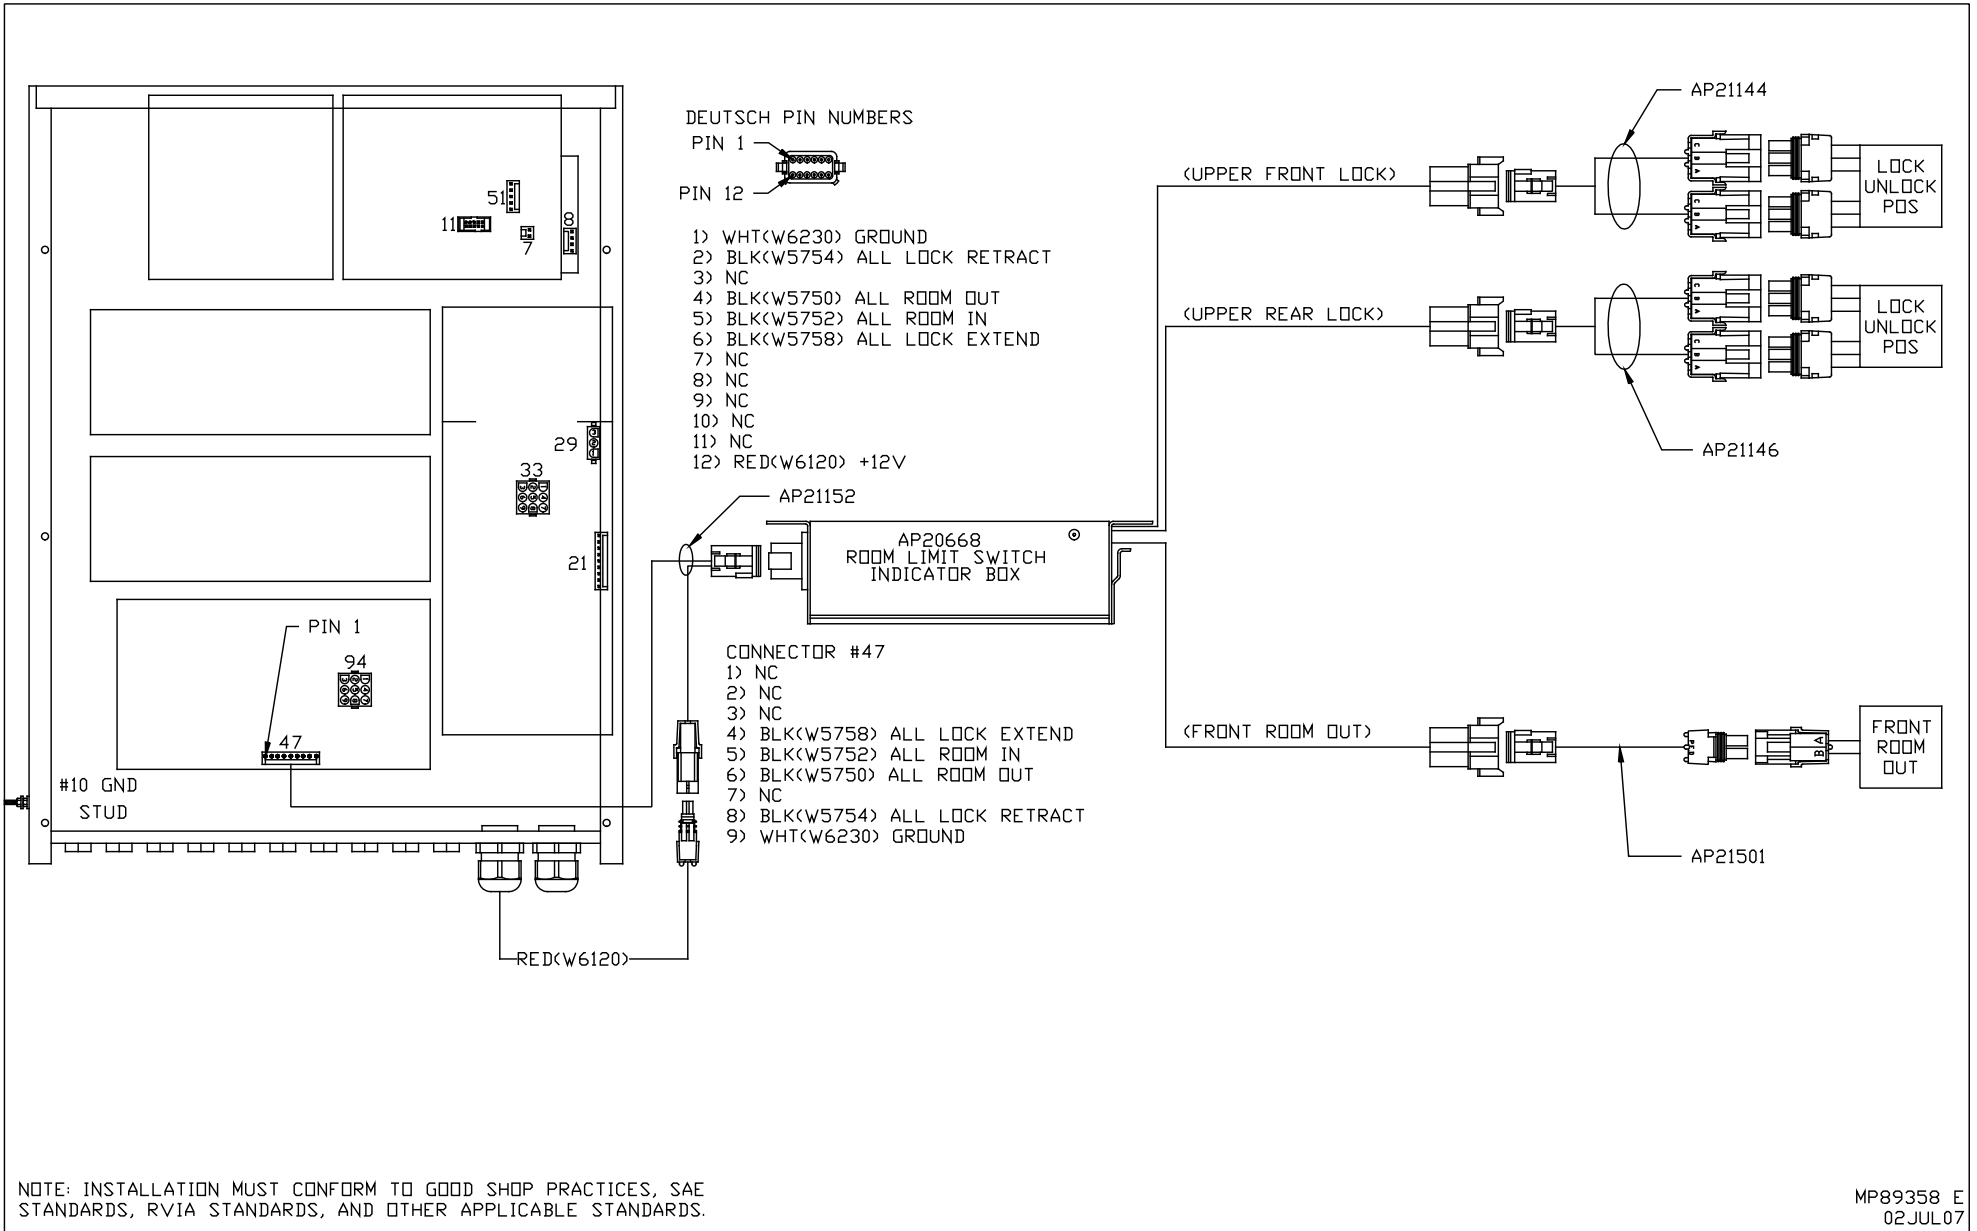 DEUTSCH PIN NUMBERS
PIN 1
PIN 12
1) WHT(W6230) GROUND
2) BLK(W5754) ALL LOCK RETRACT
3) NC
4) BLK(W5750) ALL ROOM OUT
5) BLK(W5752) ALL ROOM IN
6) BLK(W5758) ALL LOCK EXTEND
7) NC
8) NC
9) NC
10) NC
11) NC
12) RED(W6120) +12V
51
11
7
8
29
33
21
94
PIN 1
47
#10 GND
STUD
AP21152
AP20668
ROOM LIMIT SWITCH
INDICATOR BOX
CONNECTOR #47
1) NC
2) NC
3) NC
4) BLK(W5758) ALL LOCK EXTEND
5) BLK(W5752) ALL ROOM IN
6) BLK(W5750) ALL ROOM OUT
7) NC
8) BLK(W5754) ALL LOCK RETRACT
9) WHT(W6230) GROUND
RED(W6120)
(UPPER FRONT LOCK)
AP21144
C
B
A
C
B
A
LOCK
UNLOCK
POS
(UPPER REAR LOCK)
AP21146
C
B
A
C
B
A
LOCK
UNLOCK
POS
(FRONT ROOM OUT)
AP21501
B A
FRONT
ROOM
OUT
NOTE: INSTALLATION MUST CONFORM TO GOOD SHOP PRACTICES, SAE
STANDARDS, RVIA STANDARDS, AND OTHER APPLICABLE STANDARDS.
MP89358 E
02JUL07